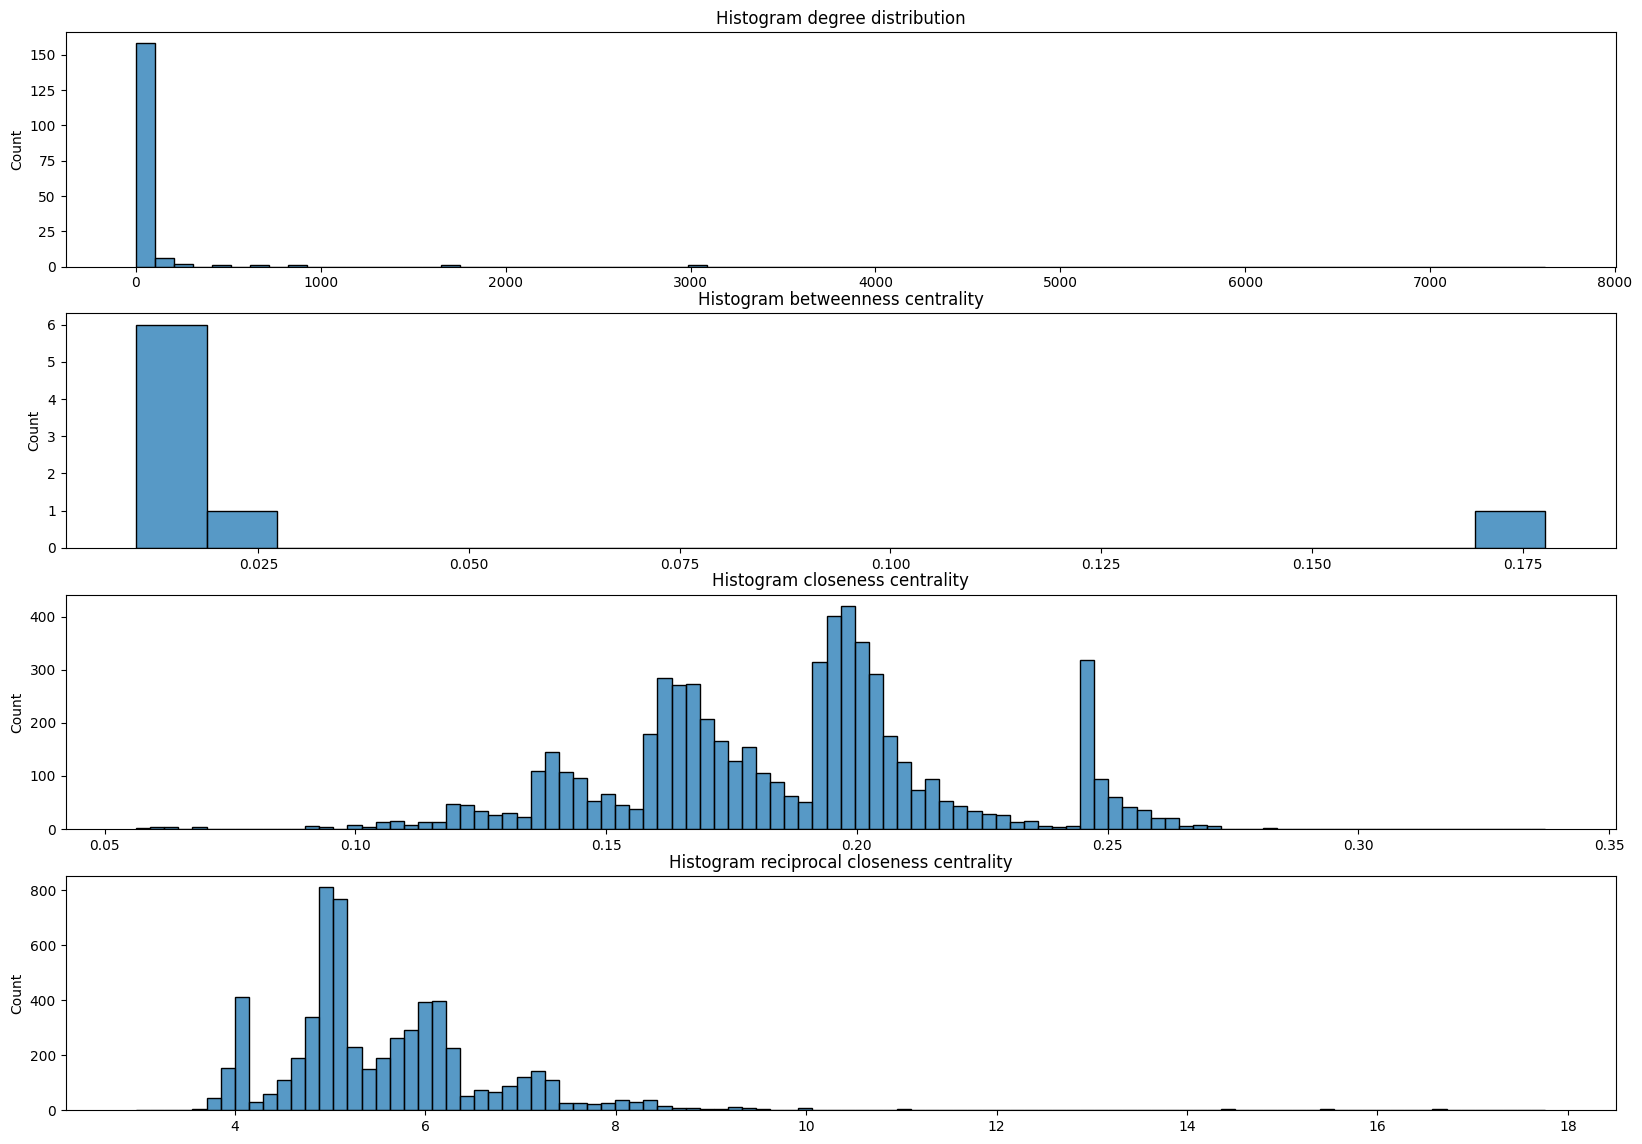 Histogram degree distribution
Count
150
125
100
75
50
25
0
0 1000 2000 3000 4000 5000 6000 7000 8000
Histogram betweenness centrality
Count
6
5
4
3
2
1
0
0.025 0.050 0.075 0.100 0.125 0.150 0.175
Histogram closeness centrality
Count
400
300
200
100
0
0.05 0.10 0.15 0.20 0.25 0.30 0.35
Histogram reciprocal closeness centrality
Count
800
600
400
200
0
4 6 8 10 12 14 16 18